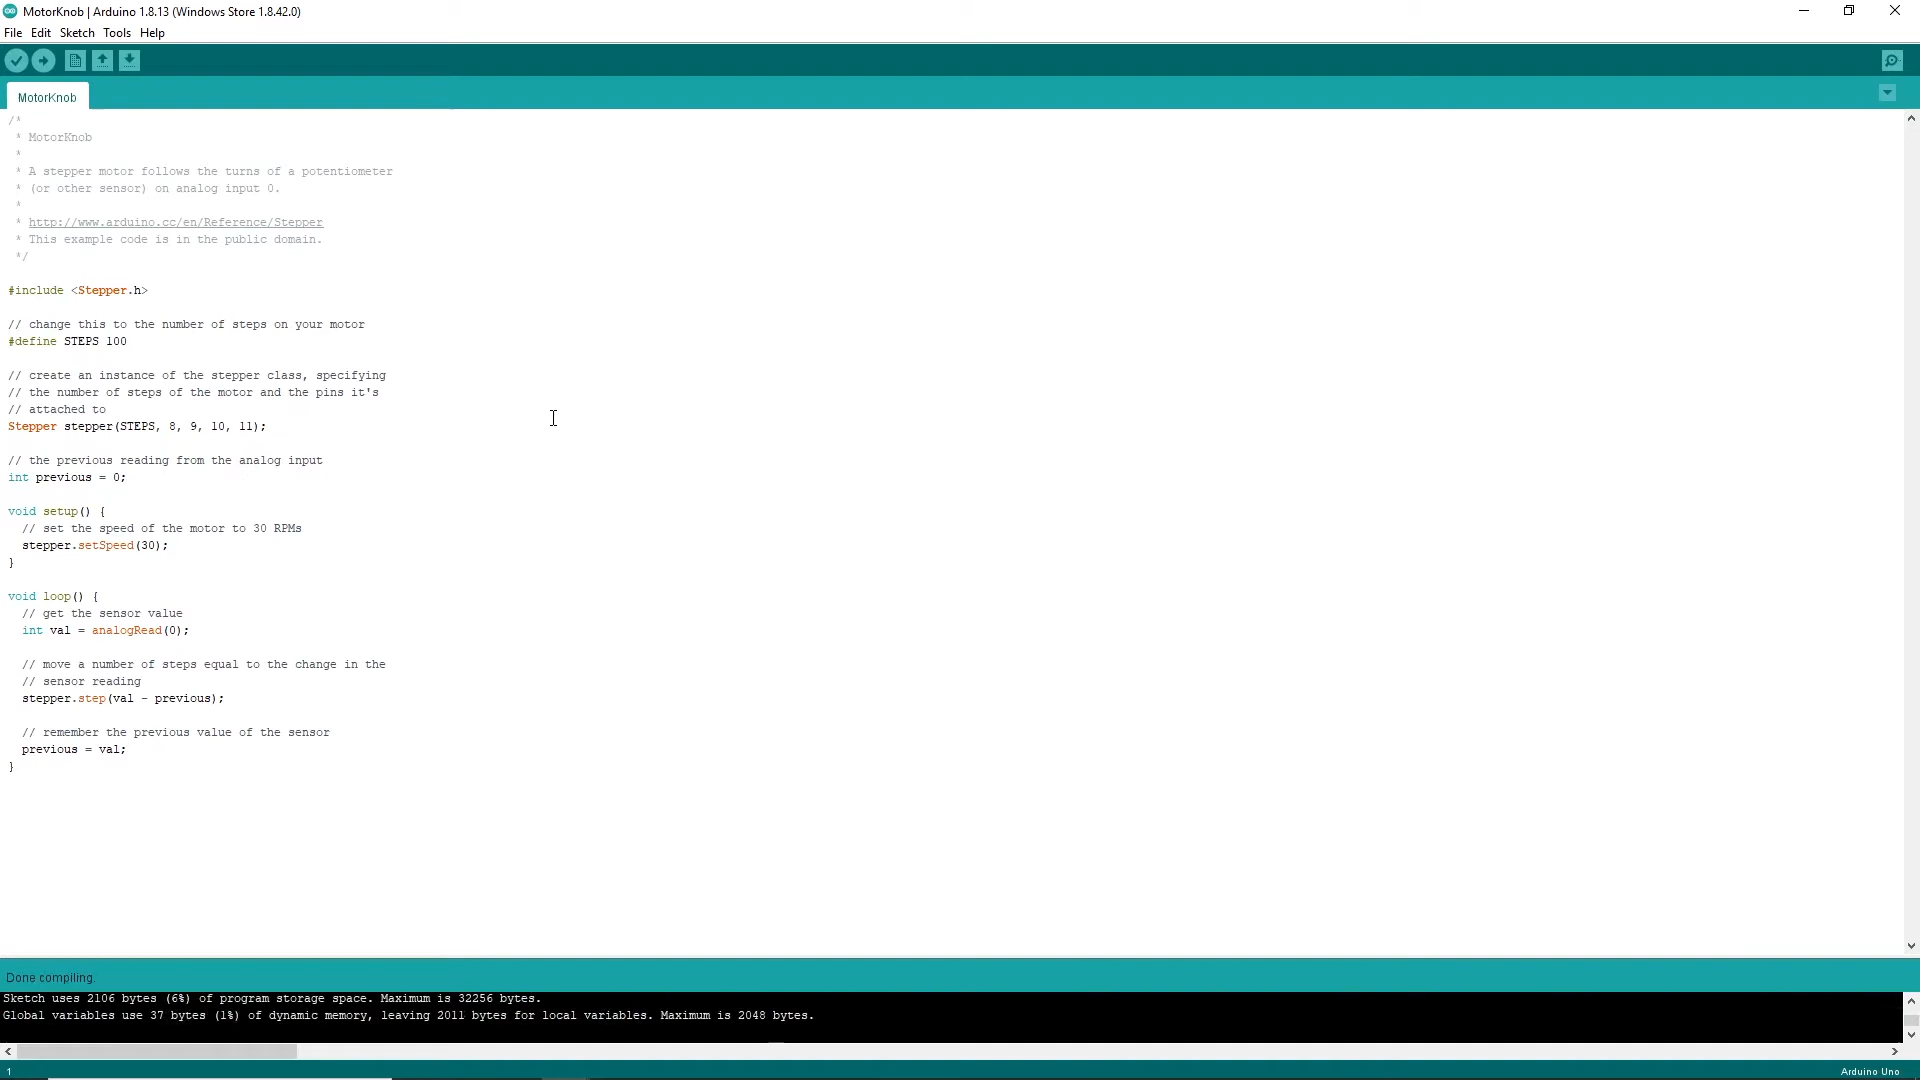 MotorKnob | Arduino 1.8.13 (Windows Store 1.8.42.0)
File Edit Sketch Tools Help
MotorKnob
/*
 * MotorKnob
 *
 * A stepper motor follows the turns of a potentiometer
 * (or other sensor) on analog input 0.
 *
 * http://www.arduino.cc/en/Reference/Stepper
 * This example code is in the public domain.
 */
#include <Stepper.h>
// change this to the number of steps on your motor
#define STEPS 100
// create an instance of the stepper class, specifying
// the number of steps of the motor and the pins it's
// attached to
Stepper stepper(STEPS, 8, 9, 10, 11);
// the previous reading from the analog input
int previous = 0;
void setup() {
  // set the speed of the motor to 30 RPMs
  stepper.setSpeed(30);
}
void loop() {
  // get the sensor value
  int val = analogRead(0);
  // move a number of steps equal to the change in the
  // sensor reading
  stepper.step(val - previous);
  // remember the previous value of the sensor
  previous = val;
}
Done compiling.
Sketch uses 2106 bytes (6%) of program storage space. Maximum is 32256 bytes.
Global variables use 37 bytes (1%) of dynamic memory, leaving 2011 bytes for local variables. Maximum is 2048 bytes.
1 Arduino Uno